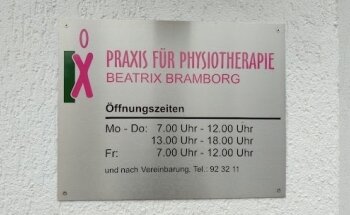 PRAXIS FÜR PHYSIOTHERAPIE
BEATRIX BRAMBORG
Öffnungszeiten
Mo - Do: 7.00 Uhr - 12.00 Uhr
13.00 Uhr - 18.00 Uhr
Fr: 7.00 Uhr - 12.00 Uhr
und nach Vereinbarung, Tel.: 92 32 11